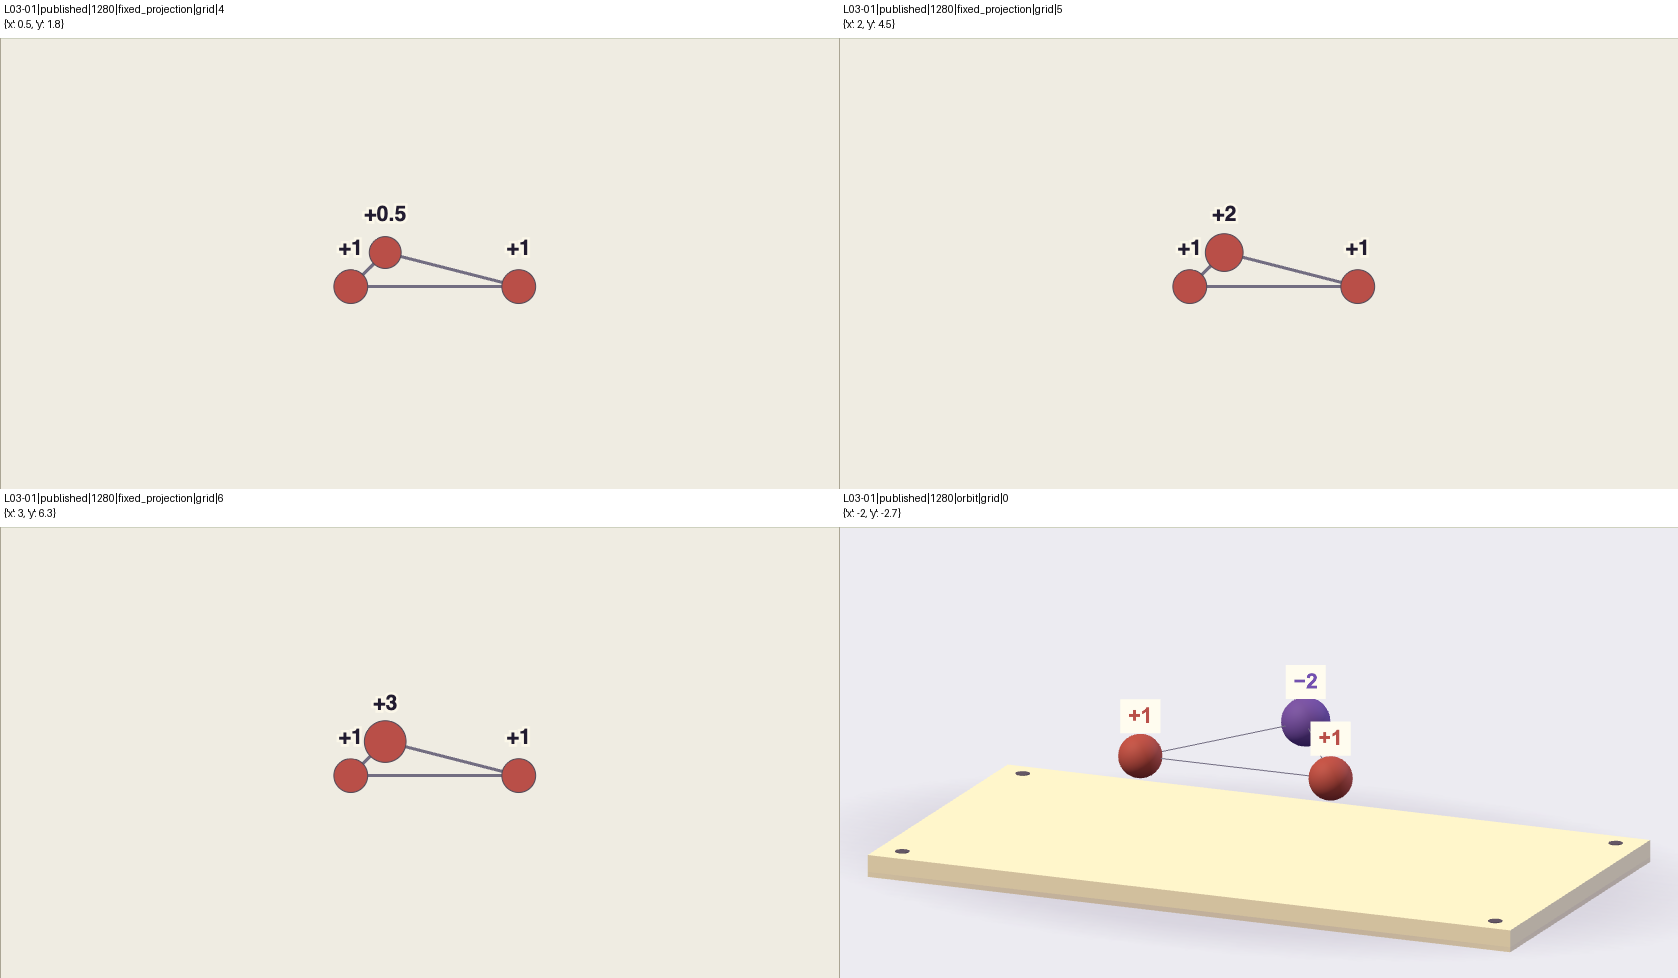 L03-01|published|1280|fixed_projection|grid|4
{'x': 0.5, 'y': 1.8}
+0.5
+1
+1
L03-01|published|1280|fixed_projection|grid|5
{'x': 2, 'y': 4.5}
+2
+1
+1
L03-01|published|1280|fixed_projection|grid|6
{'x': 3, 'y': 6.3}
+3
+1
+1
L03-01|published|1280|orbit|grid|0
{'x': -2, 'y': -2.7}
−2
+1
+1